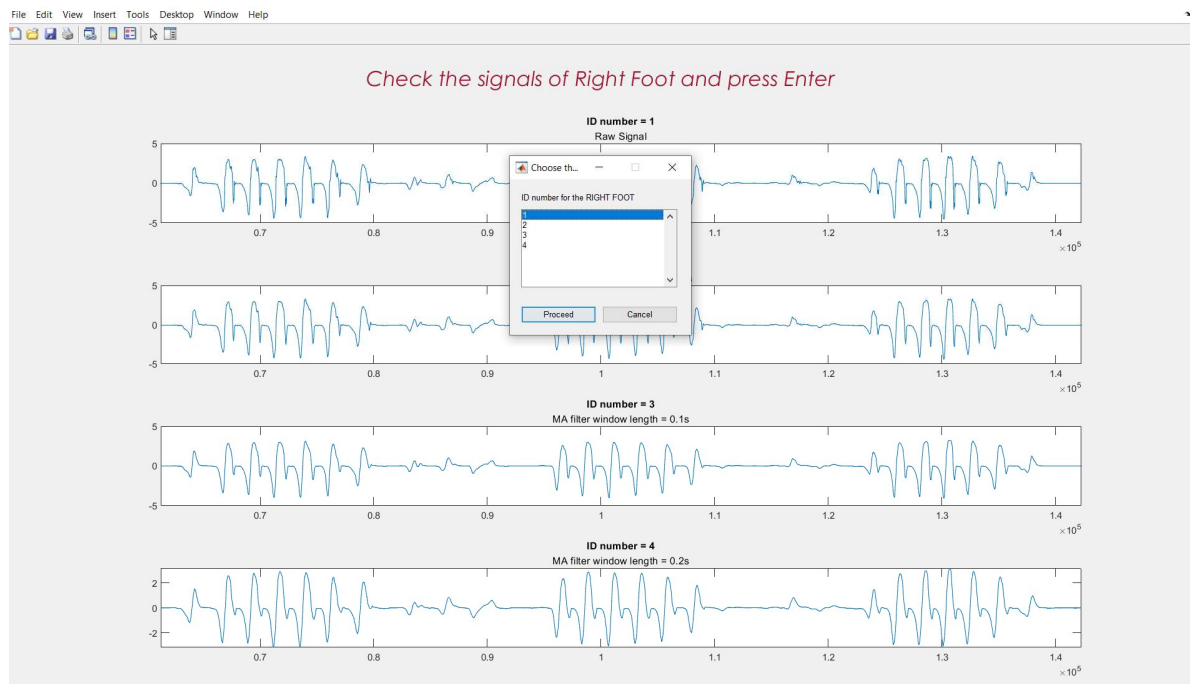 File Edit View Insert Tools Desktop Window Help
Check the signals of Right Foot and press Enter
ID number = 1
Raw Signal
5
0
-5
0.7 0.8 0.9 1.1 1.2 1.3 1.4
×10^5
Choose th...
ID number for the RIGHT FOOT
1
2
3
4
Proceed Cancel
5
0
-5
0.7 0.8 0.9 1 1.1 1.2 1.3 1.4
×10^5
ID number = 3
MA filter window length = 0.1s
5
0
-5
0.7 0.8 0.9 1 1.1 1.2 1.3 1.4
×10^5
ID number = 4
MA filter window length = 0.2s
2
0
-2
0.7 0.8 0.9 1 1.1 1.2 1.3 1.4
×10^5